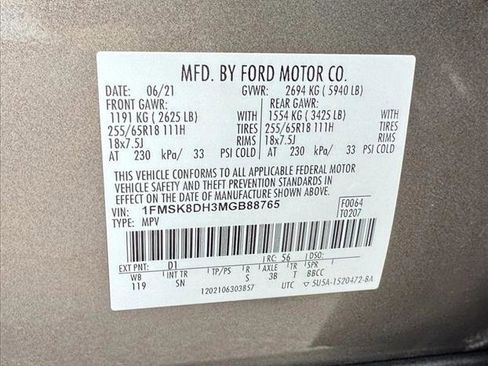 MFD. BY FORD MOTOR CO.
DATE: 06/21 GVWR: 2694 KG ( 5940 LB)
FRONT GAWR: REAR GAWR:
1191 KG ( 2625 LB) WITH 1554 KG ( 3425 LB) WITH
255/65R18 111H TIRES 255/65R18 111H TIRES
18x7.5J RIMS 18x7.5J RIMS
AT 230 kPa/ 33 PSI COLD AT 230 kPa/ 33 PSI COLD
THIS VEHICLE CONFORMS TO ALL APPLICABLE FEDERAL MOTOR
VEHICLE SAFETY AND THEFT PREVENTION STANDARDS IN EFFECT
ON THE DATE OF MANUFACTURE SHOWN ABOVE.
VIN: 1FMSK8DH3MGB88765 F0064
TYPE: MPV T0207
EXT PNT: D1 RC: 56 DSO:
WB INT TR TP/PS R AXLE TR SPR
119 SN S 3B T BBCC
1202106303857 UTC 5U5A-1520472-BA